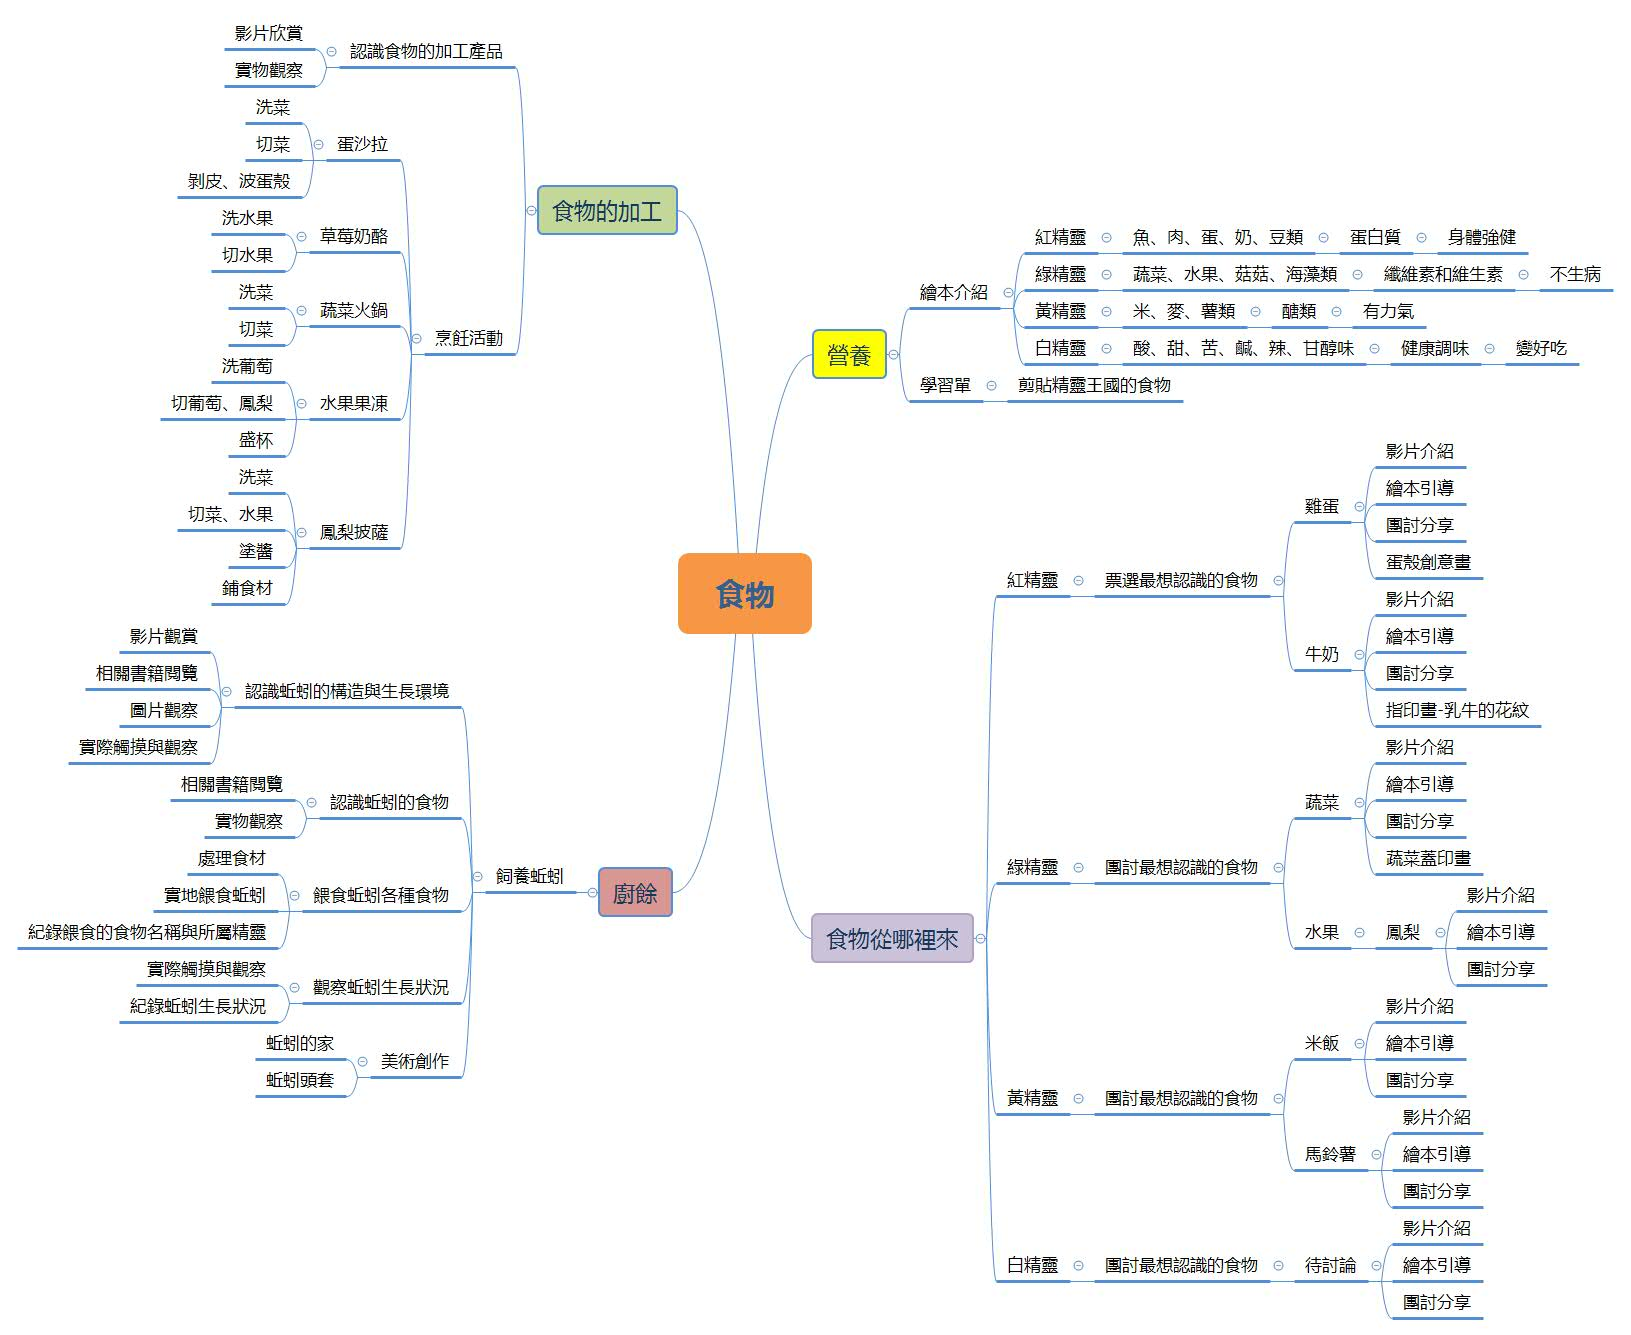 食物
食物的加工
認識食物的加工產品
影片欣賞
實物觀察
烹飪活動
蛋沙拉
洗菜
切菜
剝皮、波蛋殼
草莓奶酪
洗水果
切水果
蔬菜火鍋
洗菜
切菜
水果果凍
洗葡萄
切葡萄、鳳梨
盛杯
鳳梨披薩
洗菜
切菜、水果
塗醬
鋪食材
廚餘
飼養蚯蚓
認識蚯蚓的構造與生長環境
影片觀賞
相關書籍閱覽
圖片觀察
實際觸摸與觀察
認識蚯蚓的食物
相關書籍閱覽
實物觀察
餵食蚯蚓各種食物
處理食材
實地餵食蚯蚓
紀錄餵食的食物名稱與所屬精靈
觀察蚯蚓生長狀況
實際觸摸與觀察
紀錄蚯蚓生長狀況
美術創作
蚯蚓的家
蚯蚓頭套
營養
繪本介紹
紅精靈
魚、肉、蛋、奶、豆類
蛋白質
身體強健
綠精靈
蔬菜、水果、菇菇、海藻類
纖維素和維生素
不生病
黃精靈
米、麥、薯類
醣類
有力氣
白精靈
酸、甜、苦、鹹、辣、甘醇味
健康調味
變好吃
學習單
剪貼精靈王國的食物
食物從哪裡來
紅精靈
票選最想認識的食物
雞蛋
影片介紹
繪本引導
團討分享
蛋殼創意畫
牛奶
影片介紹
繪本引導
團討分享
指印畫-乳牛的花紋
綠精靈
團討最想認識的食物
蔬菜
影片介紹
繪本引導
團討分享
蔬菜蓋印畫
水果
鳳梨
影片介紹
繪本引導
團討分享
黃精靈
團討最想認識的食物
米飯
影片介紹
繪本引導
團討分享
馬鈴薯
影片介紹
繪本引導
團討分享
白精靈
團討最想認識的食物
待討論
影片介紹
繪本引導
團討分享